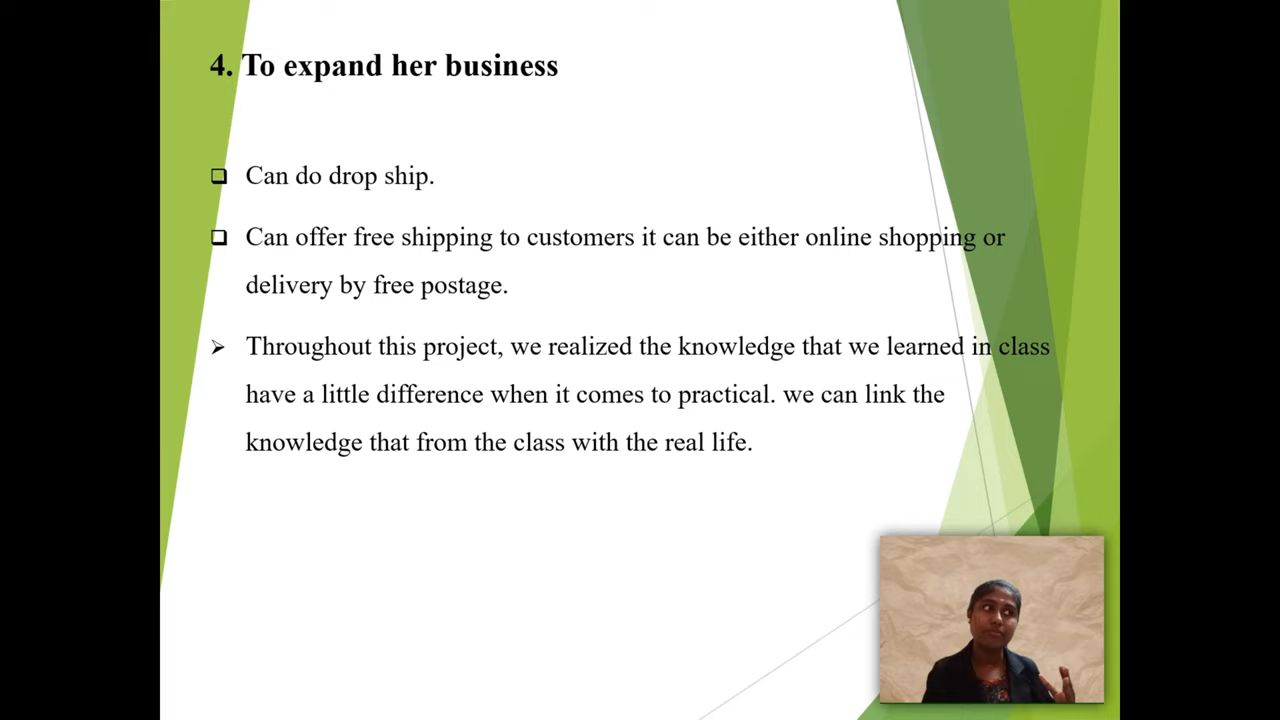 4. To expand her business
Can do drop ship.
Can offer free shipping to customers it can be either online shopping or
delivery by free postage.
Throughout this project, we realized the knowledge that we learned in class
have a little difference when it comes to practical. we can link the
knowledge that from the class with the real life.